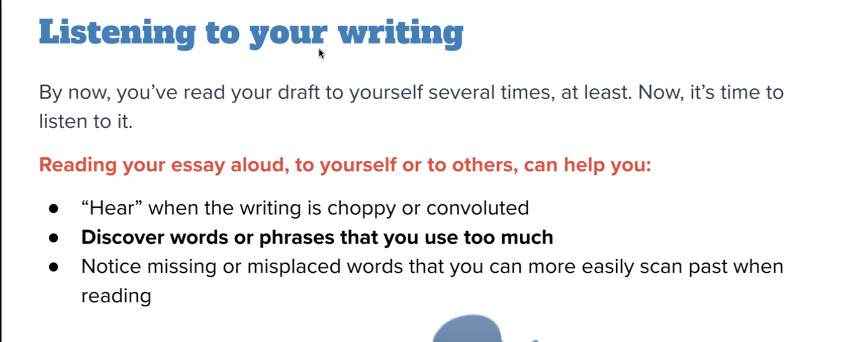 Listening to your writing
By now, you’ve read your draft to yourself several times, at least. Now, it’s time to
listen to it.
Reading your essay aloud, to yourself or to others, can help you:
● “Hear” when the writing is choppy or convoluted
● Discover words or phrases that you use too much
● Notice missing or misplaced words that you can more easily scan past when
reading